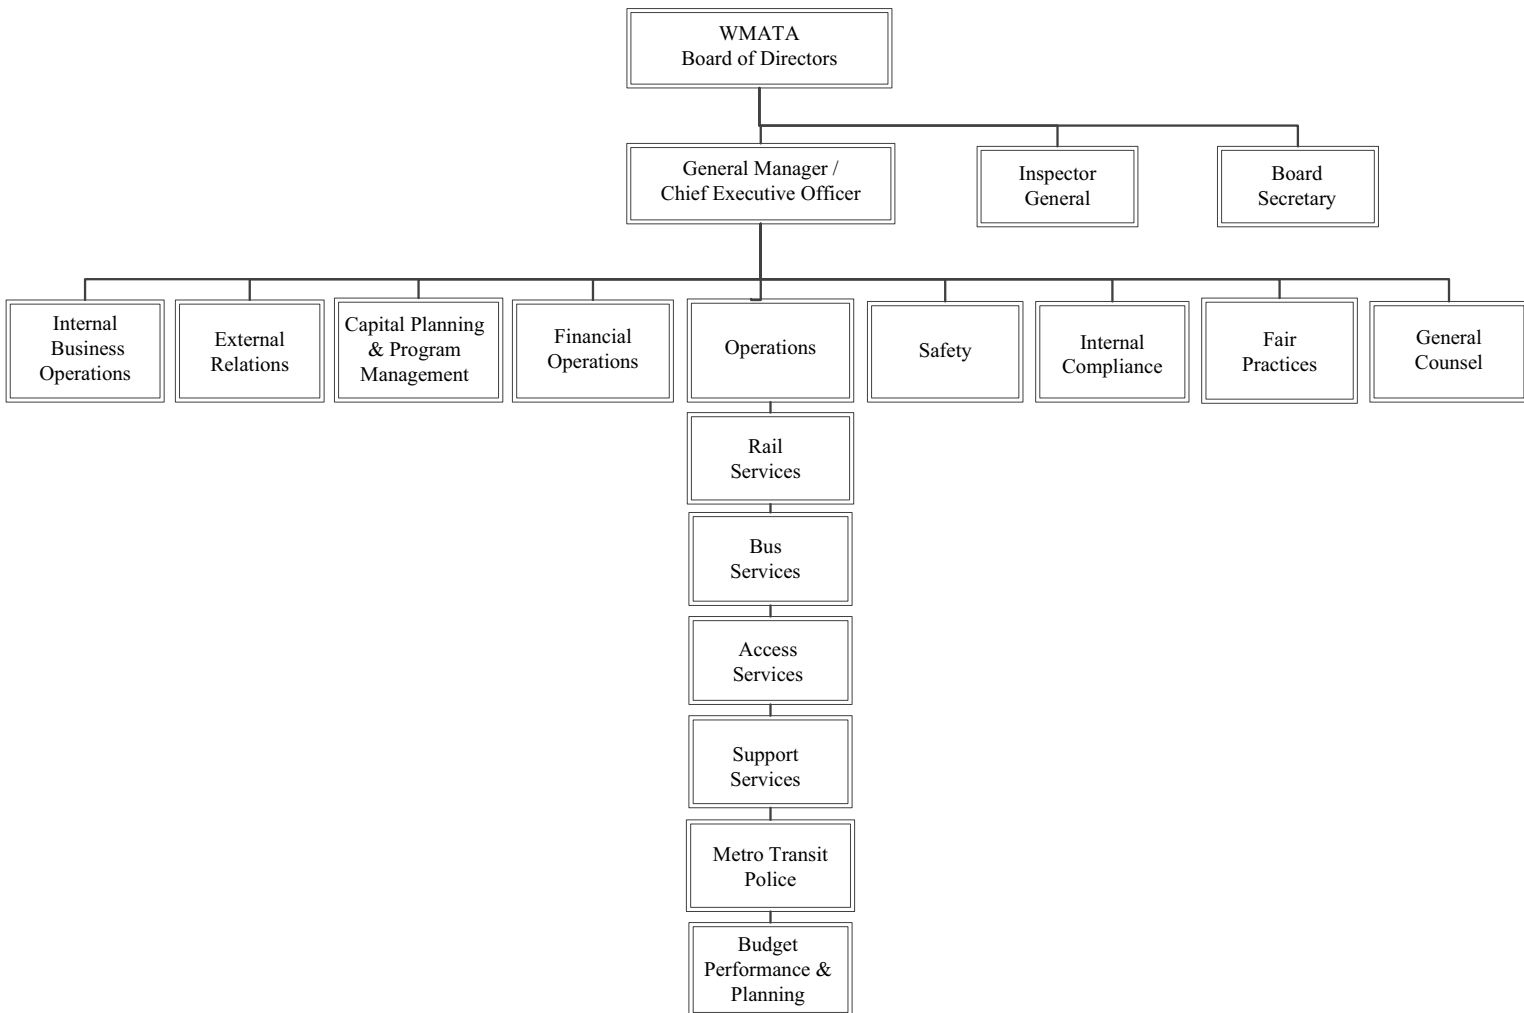 WMATA
Board of Directors
General Manager /
Chief Executive Officer
Inspector
General
Board
Secretary
Internal
Business
Operations
External
Relations
Capital Planning
& Program
Management
Financial
Operations
Operations
Safety
Internal
Compliance
Fair
Practices
General
Counsel
Rail
Services
Bus
Services
Access
Services
Support
Services
Metro Transit
Police
Budget
Performance &
Planning